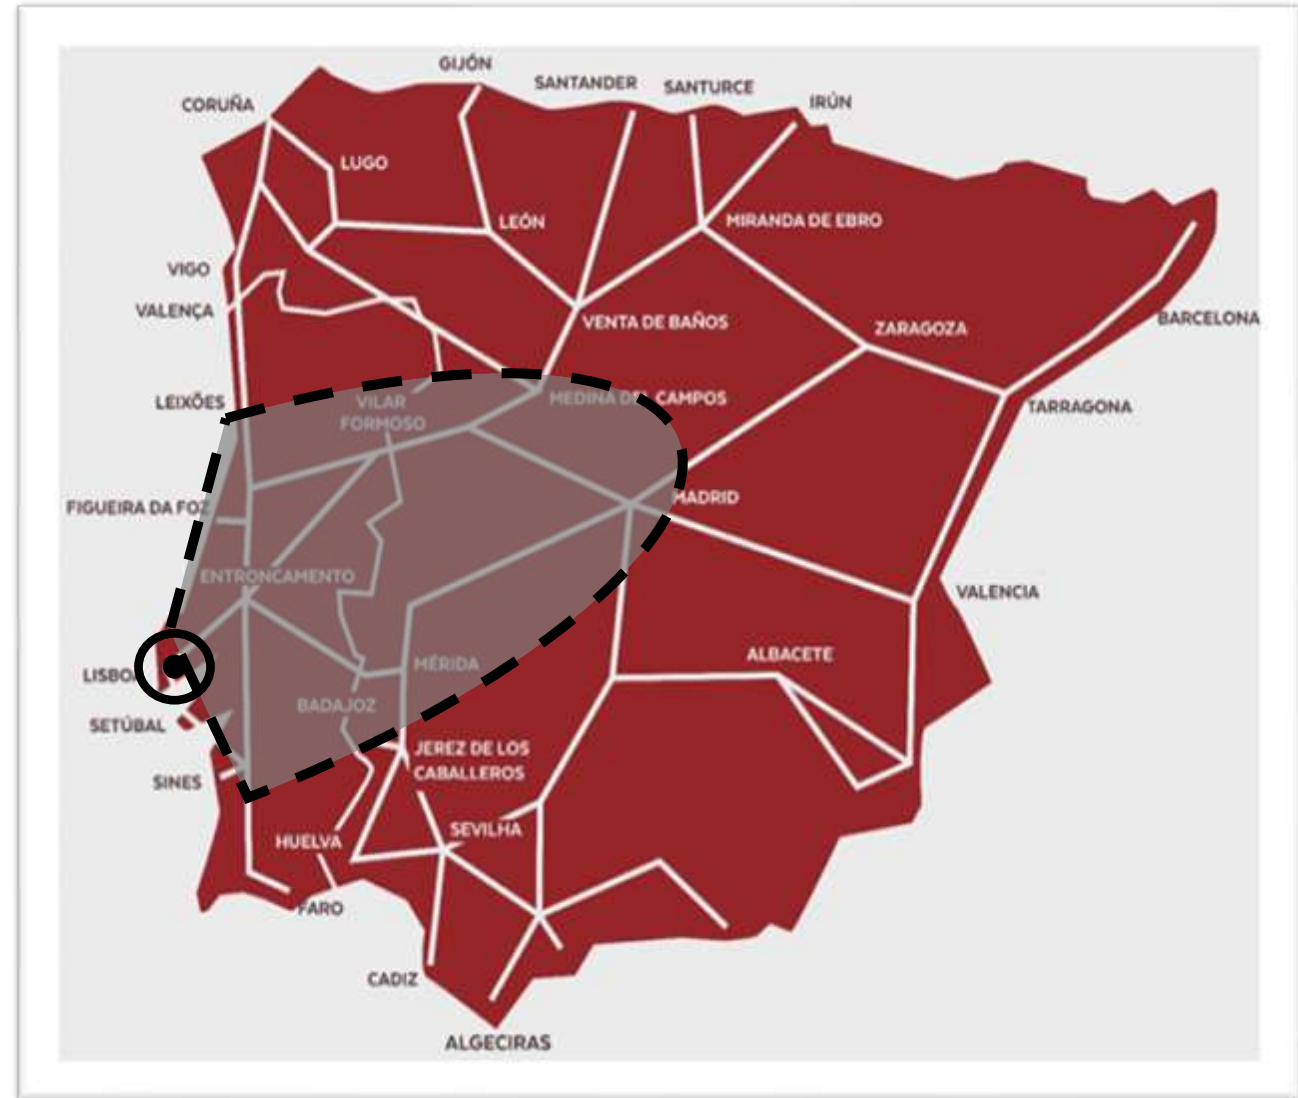 GIJÓN
SANTANDER
SANTURCE
IRÚN
CORUÑA
LUGO
LEÓN
MIRANDA DE EBRO
VIGO
VALENÇA
VENTA DE BAÑOS
ZARAGOZA
BARCELONA
LEIXÕES
VILAR
FORMOSO
MEDINA DEL CAMPOS
TARRAGONA
FIGUEIRA DA FOZ
MADRID
ENTRONCAMENTO
VALENCIA
ALBACETE
LISBOA
MÉRIDA
BADAJOZ
SETÚBAL
JEREZ DE LOS
CABALLEROS
SINES
SEVILHA
HUELVA
FARO
CADIZ
ALGECIRAS